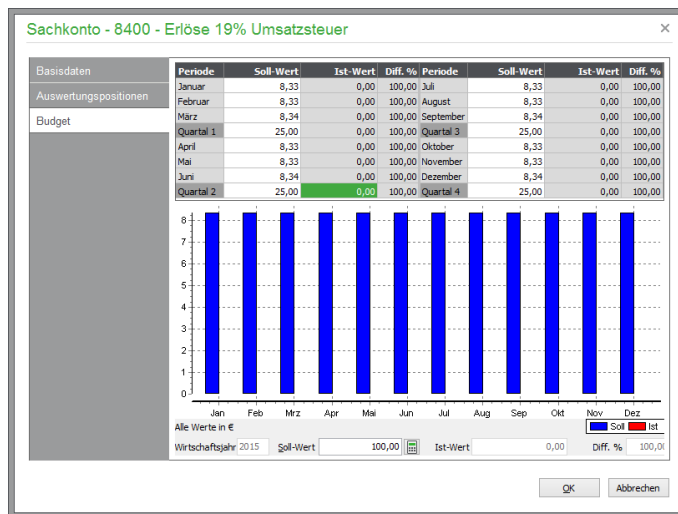 Sachkonto - 8400 - Erlöse 19% Umsatzsteuer
Basisdaten
Auswertungspositionen
Budget
Periode Soll-Wert Ist-Wert Diff. % Periode Soll-Wert Ist-Wert Diff. %
Januar 8,33 0,00 100,00 Juli 8,33 0,00 100,00
Februar 8,33 0,00 100,00 August 8,33 0,00 100,00
März 8,34 0,00 100,00 September 8,34 0,00 100,00
Quartal 1 25,00 0,00 100,00 Quartal 3 25,00 0,00 100,00
April 8,33 0,00 100,00 Oktober 8,33 0,00 100,00
Mai 8,33 0,00 100,00 November 8,33 0,00 100,00
Juni 8,34 0,00 100,00 Dezember 8,34 0,00 100,00
Quartal 2 25,00 0,00 100,00 Quartal 4 25,00 0,00 100,00
8
7
6
5
4
3
2
1
0
Jan Feb Mrz Apr Mai Jun Jul Aug Sep Okt Nov Dez
Alle Werte in € Soll Ist
Wirtschaftsjahr 2015 Soll-Wert 100,00 Ist-Wert 0,00 Diff. % 100,00
OK Abbrechen